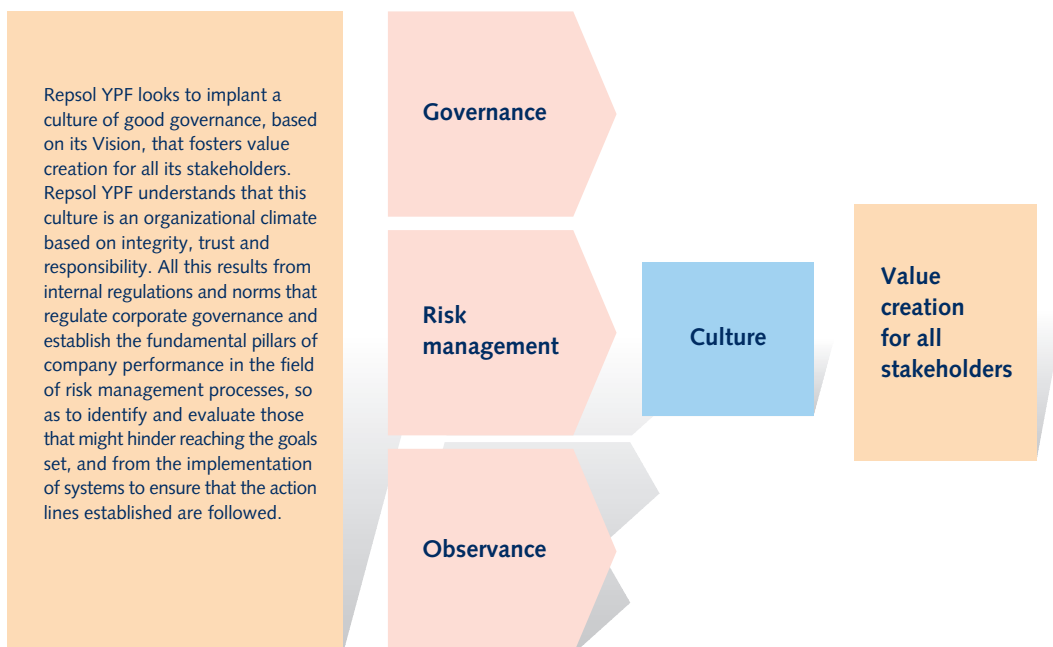 Repsol YPF looks to implant a
culture of good governance, based
on its Vision, that fosters value
creation for all its stakeholders.
Repsol YPF understands that this
culture is an organizational climate
based on integrity, trust and
responsibility. All this results from
internal regulations and norms that
regulate corporate governance and
establish the fundamental pillars of
company performance in the field
of risk management processes, so
as to identify and evaluate those
that might hinder reaching the goals
set, and from the implementation
of systems to ensure that the action
lines established are followed.
Governance
Risk
management
Observance
Culture
Value
creation
for all
stakeholders